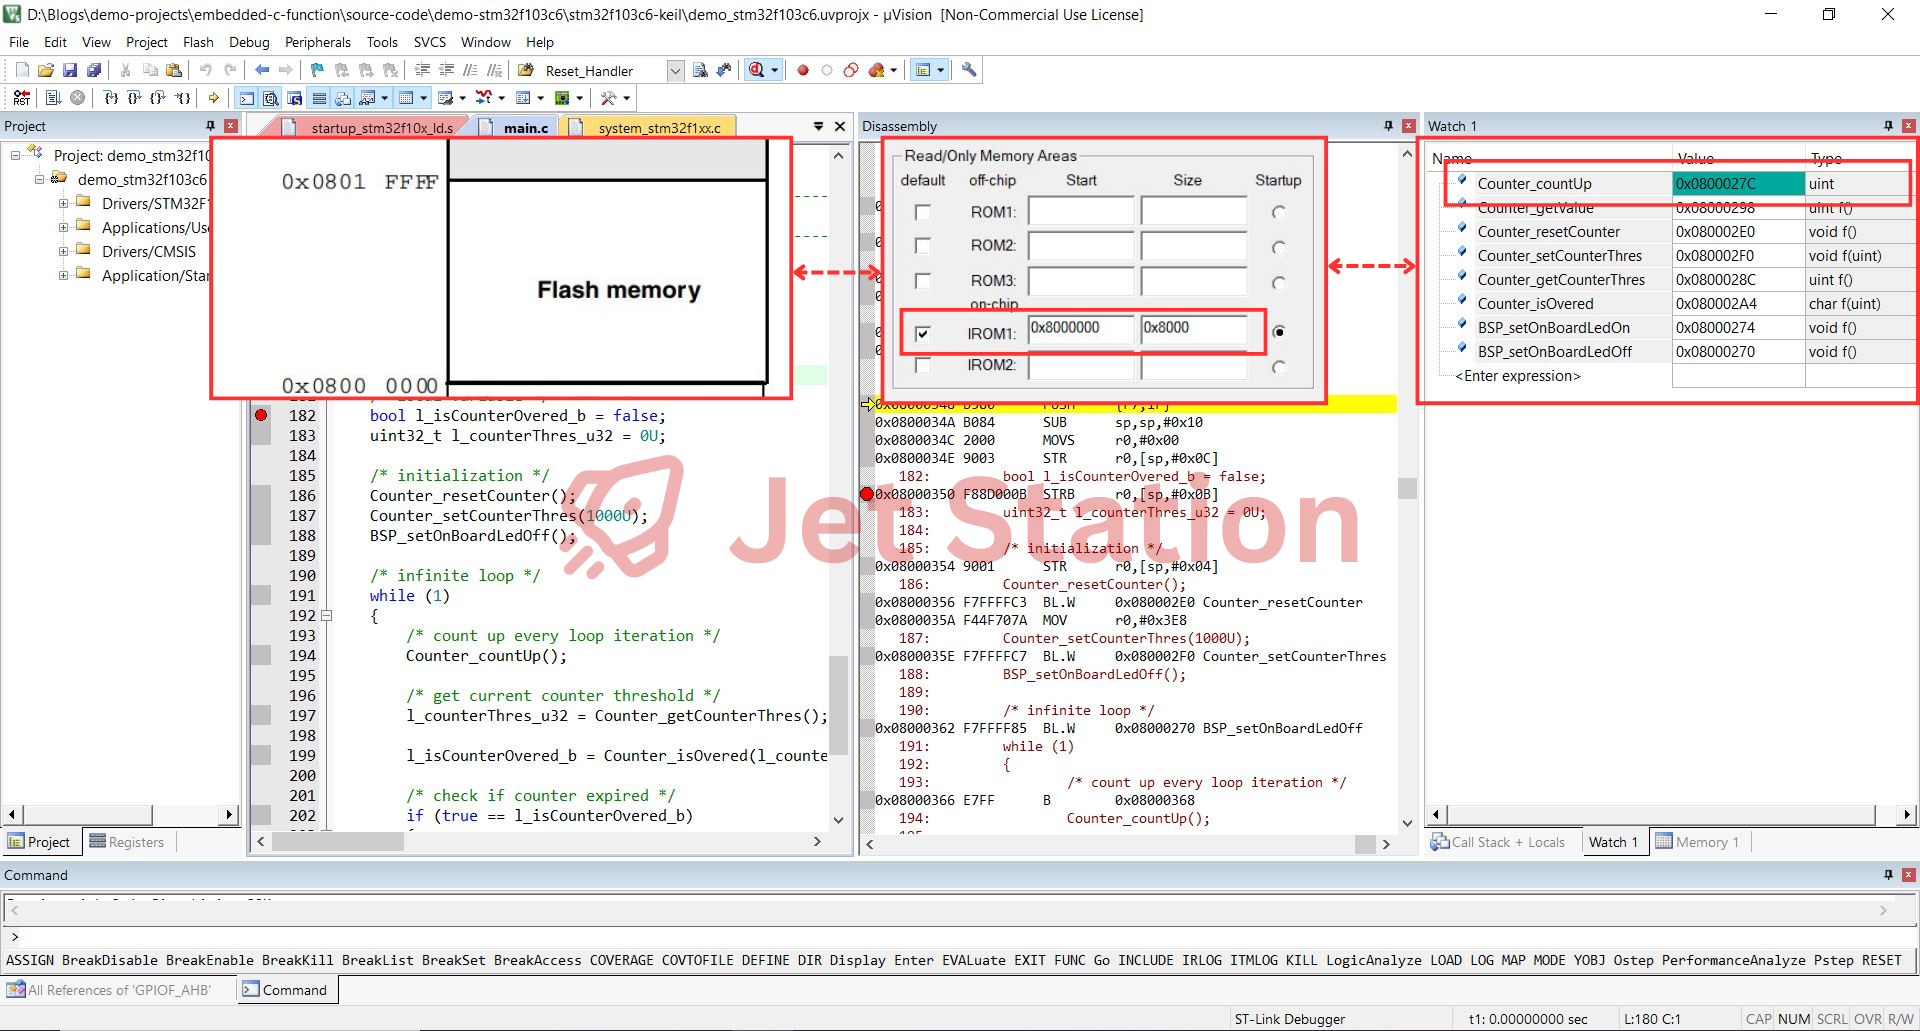 D:\Blogs\demo-projects\embedded-c-function\source-code\demo-stm32f103c6\stm32f103c6-keil\demo_stm32f103c6.uvprojx - µVision [Non-Commercial Use License]
File Edit View Project Flash Debug Peripherals Tools SVCS Window Help
Reset_Handler
RST
Project
Project: demo_stm32f10
demo_stm32f103c6
Drivers/STM32F1
Applications/Use
Drivers/CMSIS
Application/Star
Project Registers
startup_stm32f10x_ld.s main.c system_stm32f1xx.c
0x0801 FFFF
Flash memory
0x0800 0000
182 bool l_isCounterOvered_b = false;
183 uint32_t l_counterThres_u32 = 0U;
184
185 /* initialization */
186 Counter_resetCounter();
187 Counter_setCounterThres(1000U);
188 BSP_setOnBoardLedOff();
189
190 /* infinite loop */
191 while (1)
192 {
193 /* count up every loop iteration */
194 Counter_countUp();
195
196 /* get current counter threshold */
197 l_counterThres_u32 = Counter_getCounterThres();
198
199 l_isCounterOvered_b = Counter_isOvered(l_counte
200
201 /* check if counter expired */
202 if (true == l_isCounterOvered_b)
Disassembly
Read/Only Memory Areas
default off-chip Start Size Startup
ROM1:
ROM2:
ROM3:
on-chip
IROM1: 0x8000000 0x8000
IROM2:
0x08000348 B580 PUSH {r7,lr}
0x0800034A B084 SUB sp,sp,#0x10
0x0800034C 2000 MOVS r0,#0x00
0x0800034E 9003 STR r0,[sp,#0x0C]
182: bool l_isCounterOvered_b = false;
0x08000350 F88D000B STRB r0,[sp,#0x0B]
183: uint32_t l_counterThres_u32 = 0U;
184:
185: /* initialization */
0x08000354 9001 STR r0,[sp,#0x04]
186: Counter_resetCounter();
0x08000356 F7FFFFC3 BL.W 0x080002E0 Counter_resetCounter
0x0800035A F44F707A MOV r0,#0x3E8
187: Counter_setCounterThres(1000U);
0x0800035E F7FFFFC7 BL.W 0x080002F0 Counter_setCounterThres
188: BSP_setOnBoardLedOff();
189:
190: /* infinite loop */
0x08000362 F7FFFF85 BL.W 0x08000270 BSP_setOnBoardLedOff
191: while (1)
192: {
193: /* count up every loop iteration */
0x08000366 E7FF B 0x08000368
194: Counter_countUp();
195:
Jet Station
Watch 1
Name Value Type
Counter_countUp 0x0800027C uint
Counter_getValue 0x08000298 uint f()
Counter_resetCounter 0x080002E0 void f()
Counter_setCounterThres 0x080002F0 void f(uint)
Counter_getCounterThres 0x0800028C uint f()
Counter_isOvered 0x080002A4 char f(uint)
BSP_setOnBoardLedOn 0x08000274 void f()
BSP_setOnBoardLedOff 0x08000270 void f()
<Enter expression>
Call Stack + Locals Watch 1 Memory 1
Command
>
ASSIGN BreakDisable BreakEnable BreakKill BreakList BreakSet BreakAccess COVERAGE COVTOFILE DEFINE DIR Display Enter EVALuate EXIT FUNC Go INCLUDE IRLOG ITMLOG KILL LogicAnalyze LOAD LOG MAP MODE YOBJ Ostep PerformanceAnalyze Pstep RESET
All References of 'GPIOF_AHB' Command
ST-Link Debugger t1: 0.00000000 sec L:180 C:1 CAP NUM SCRL OVR R/W